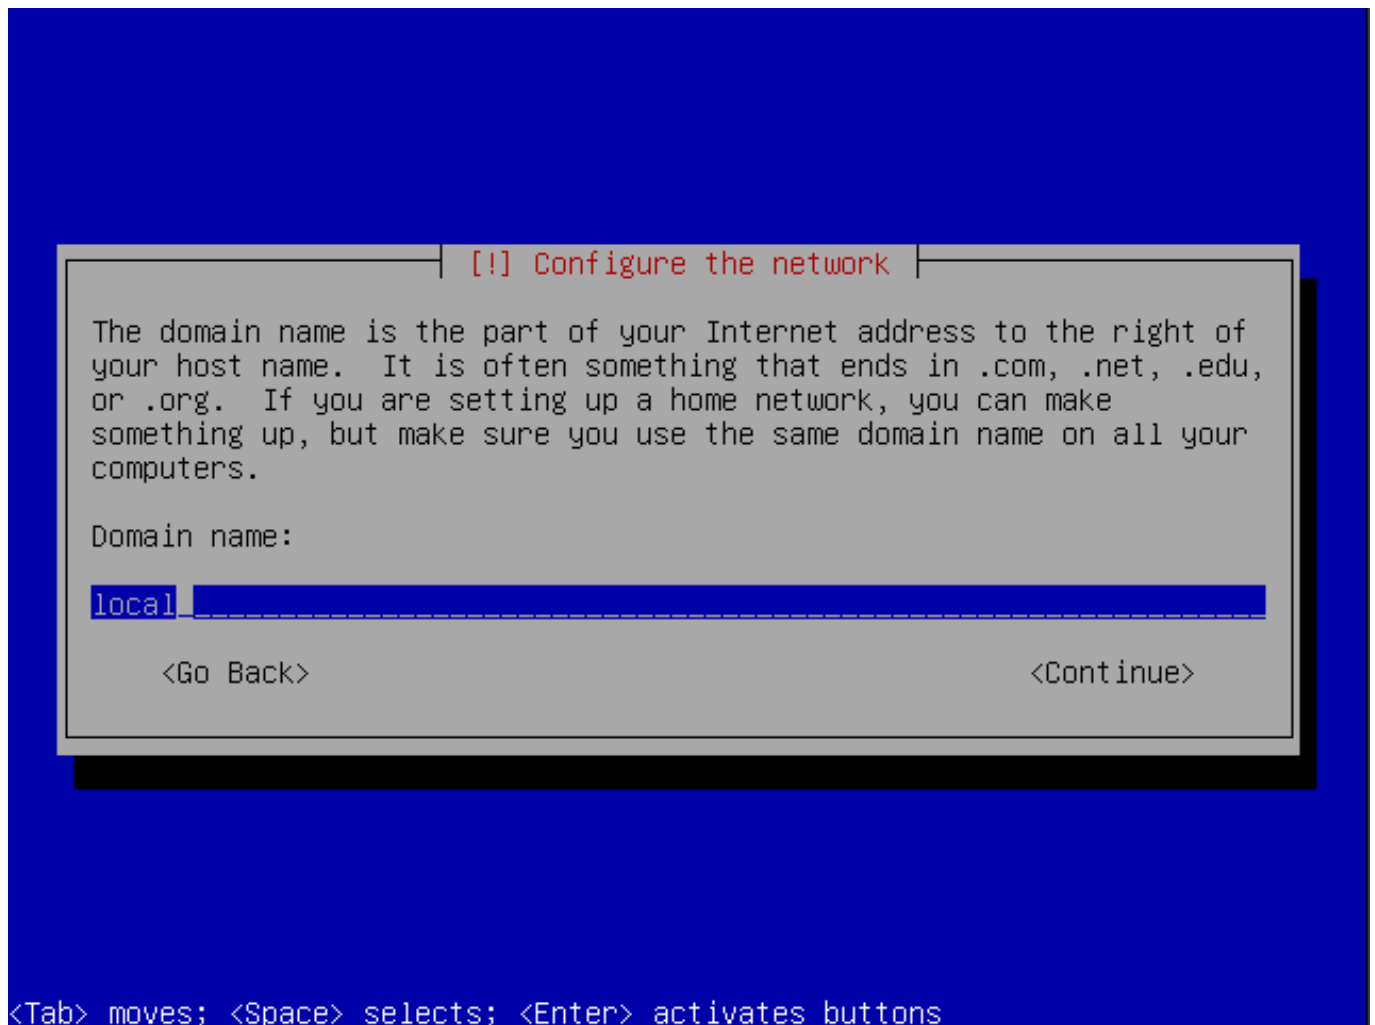 [!] Configure the network
The domain name is the part of your Internet address to the right of
your host name.  It is often something that ends in .com, .net, .edu,
or .org.  If you are setting up a home network, you can make
something up, but make sure you use the same domain name on all your
computers.
Domain name:
local
<Go Back> <Continue>
<Tab> moves; <Space> selects; <Enter> activates buttons